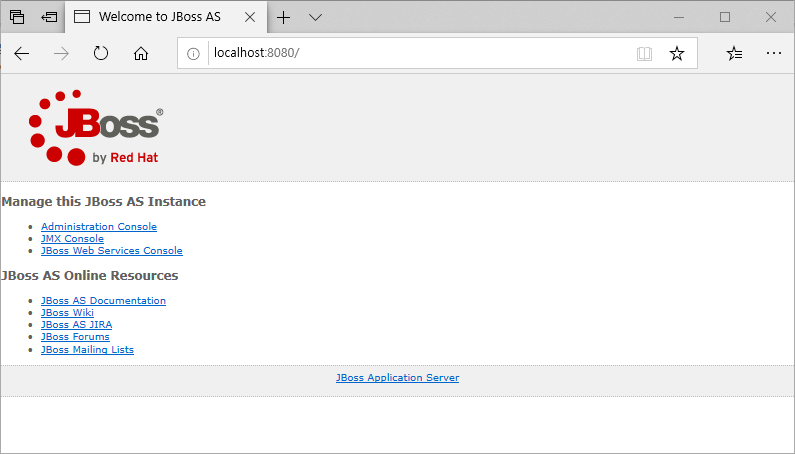 Welcome to JBoss AS
localhost:8080/
JBoss®
by Red Hat
Manage this JBoss AS Instance
Administration Console
JMX Console
JBoss Web Services Console
JBoss AS Online Resources
JBoss AS Documentation
JBoss Wiki
JBoss AS JIRA
JBoss Forums
JBoss Mailing Lists
JBoss Application Server